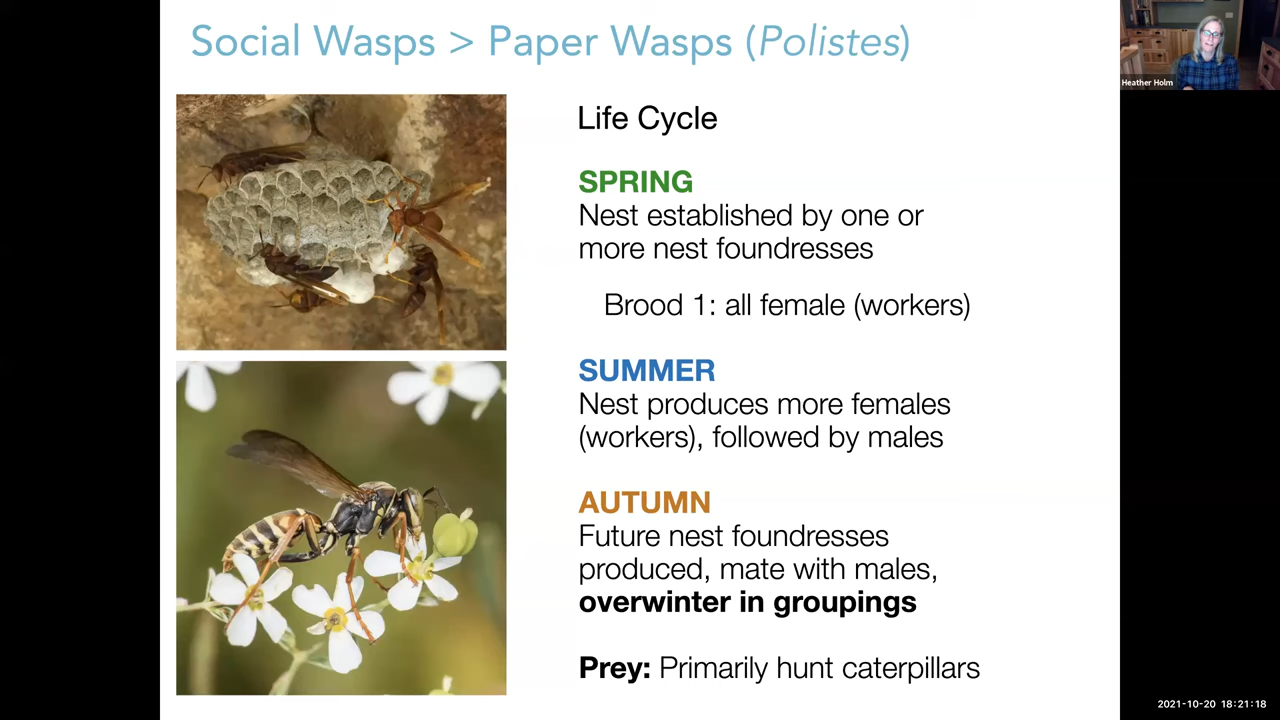 Social Wasps > Paper Wasps (Polistes)
Heather Holm
Life Cycle
SPRING
Nest established by one or
more nest foundresses
Brood 1: all female (workers)
SUMMER
Nest produces more females
(workers), followed by males
AUTUMN
Future nest foundresses
produced, mate with males,
overwinter in groupings
Prey: Primarily hunt caterpillars
2021-10-20 18:21:18